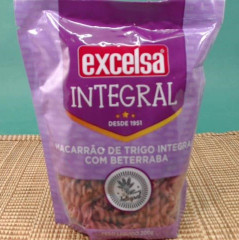 excelsa
INTEGRAL
DESDE 1951
MACARRÃO DE TRIGO INTEGRAL
COM BETERRABA